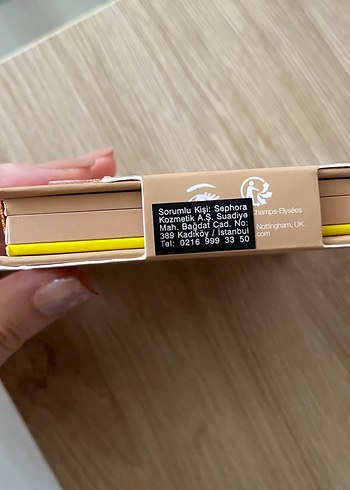 Sorumlu Kişi: Sephora
Kozmetik A.Ş. Suadiye
Mah. Bağdat Cad. No:
389 Kadıköy / İstanbul
Tel: 0216 999 33 50
Champs-Elysées
Nottingham, UK.
com